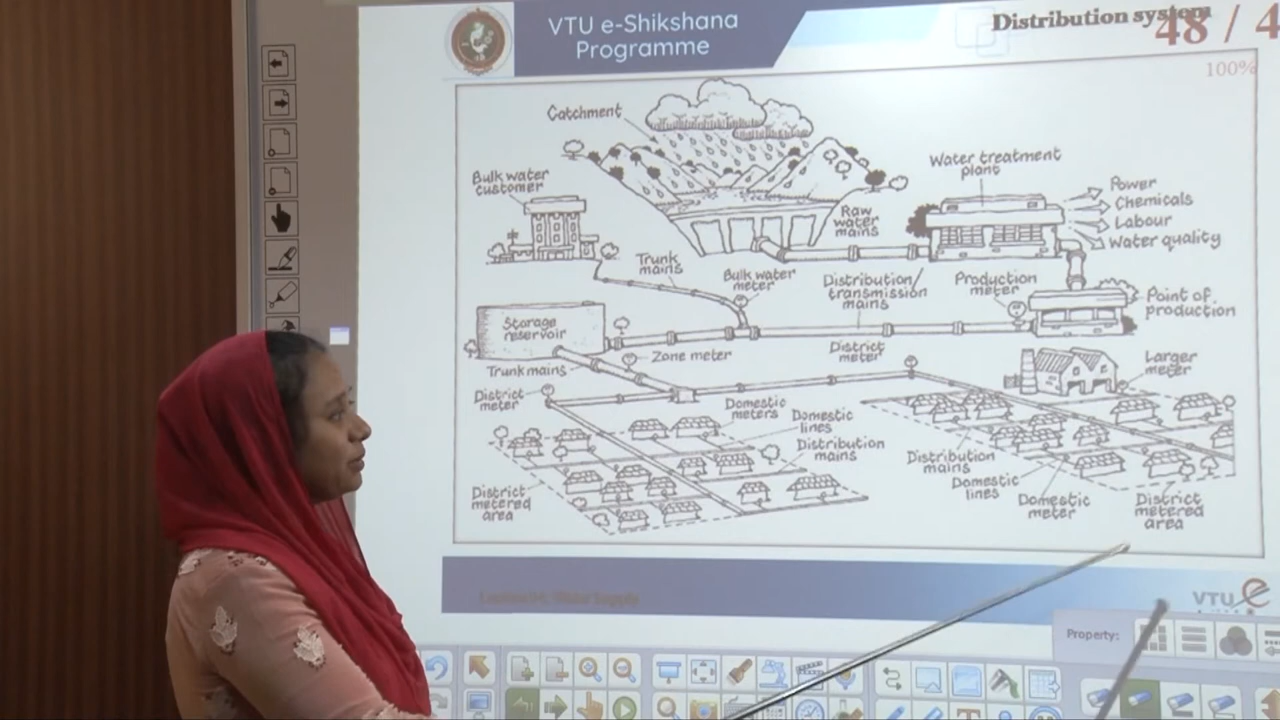 VTU e-Shikshana
Programme
Distribution system
48 / 4
100%
Catchment
Bulk water
customer
Water treatment
plant
Power
Chemicals
Labour
Water quality
Raw
water
mains
Trunk
mains
Bulk water
meter
Distribution/
transmission
mains
Production
meter
Point of
production
Storage
reservoir
Zone meter
District
meter
Larger
meter
Trunk mains
District
meter
Domestic
meters
Domestic
lines
Distribution
mains
Distribution
mains
Domestic
lines
Domestic
meter
District
metered
area
District
metered
area
VTU e
Property: